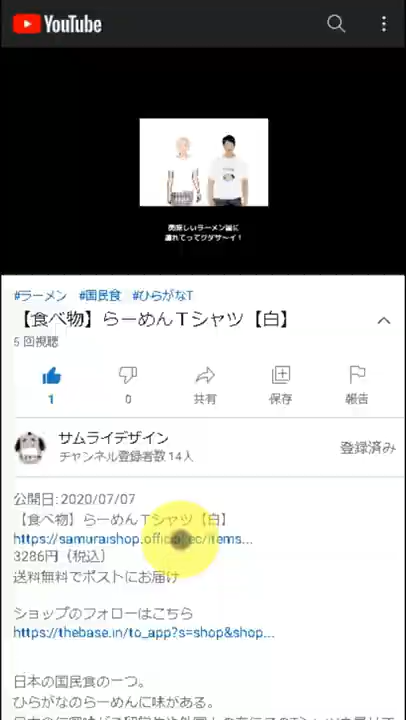 YouTube
美味しいラーメン屋に
連れてってクダサ〜イ！
#ラーメン #国民食 #ひらがなT
【食べ物】らーめんTシャツ【白】
5 回視聴
1
0
共有
保存
報告
サムライデザイン
チャンネル登録者数 14人
登録済み
公開日: 2020/07/07
【食べ物】らーめんTシャツ【白】
https://samuraishop.official.ec/items...
3286円（税込）
送料無料でポストにお届け
ショップのフォローはこちら
https://thebase.in/to_app?s=shop&shop...
日本の国民食の一つ。
ひらがなのらーめんに味がある。